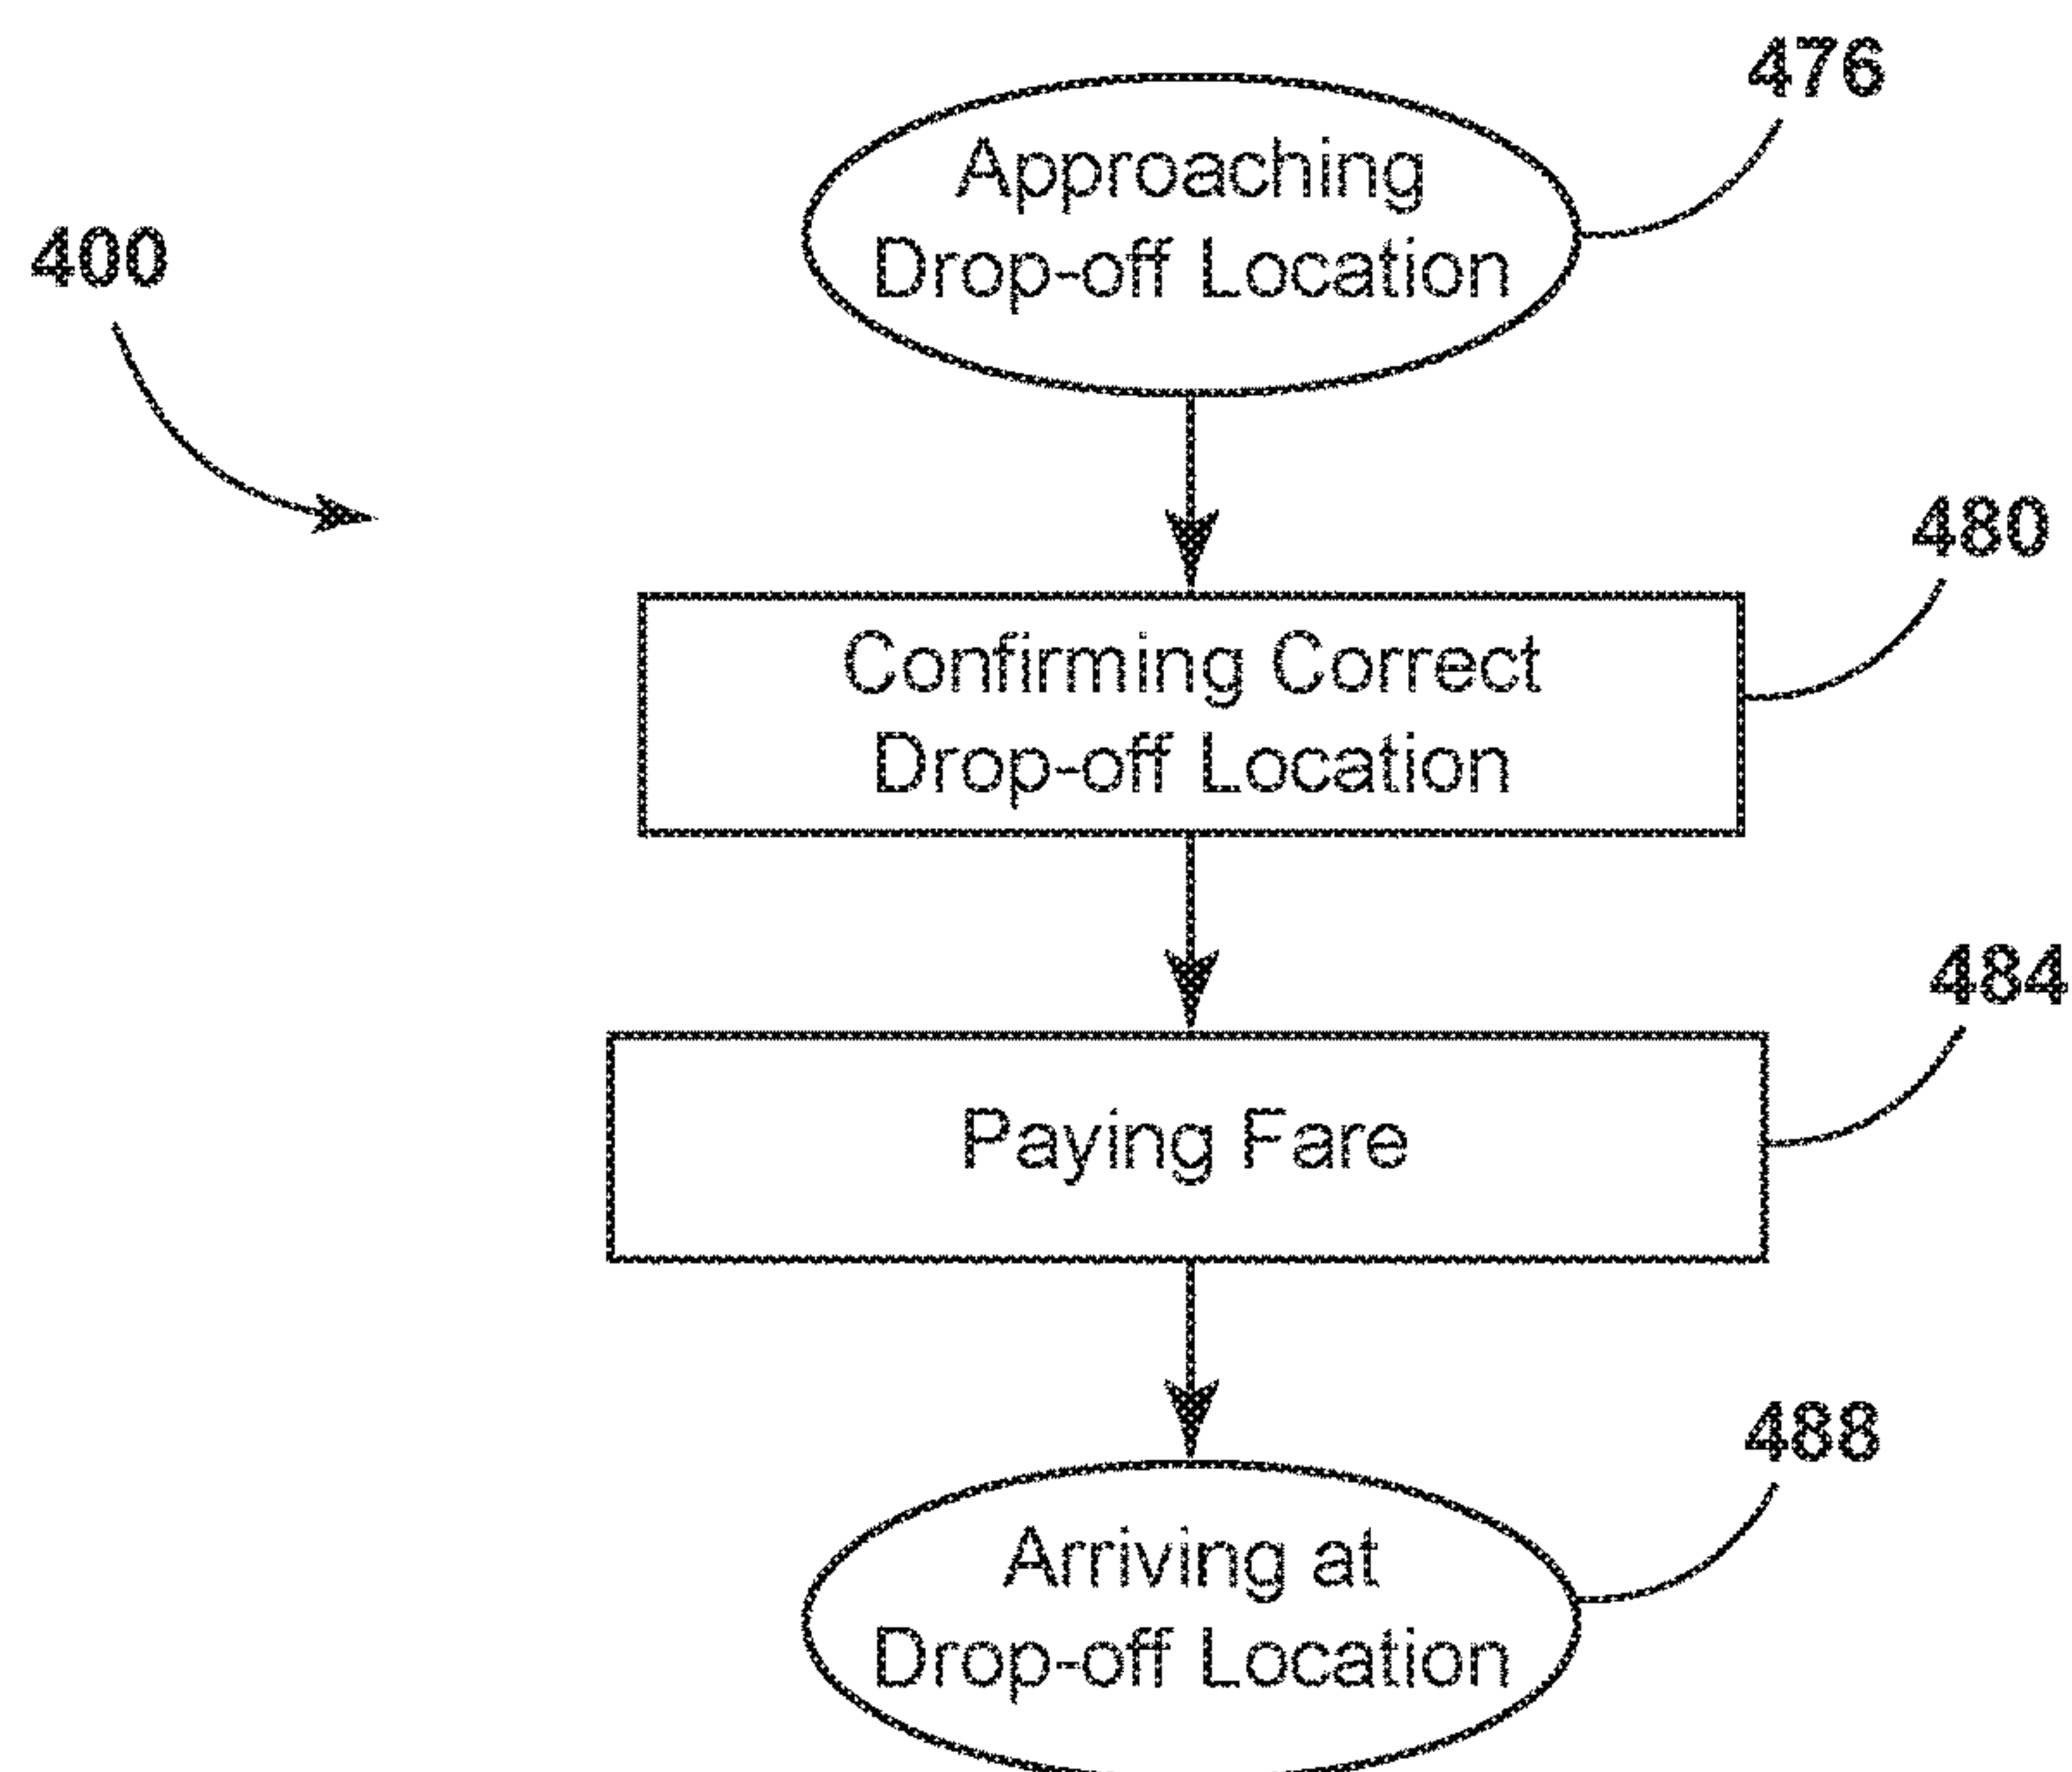 476
Approaching
Drop-off Location
400
480
Confirming Correct
Drop-off Location
484
Paying Fare
488
Arriving at
Drop-off Location